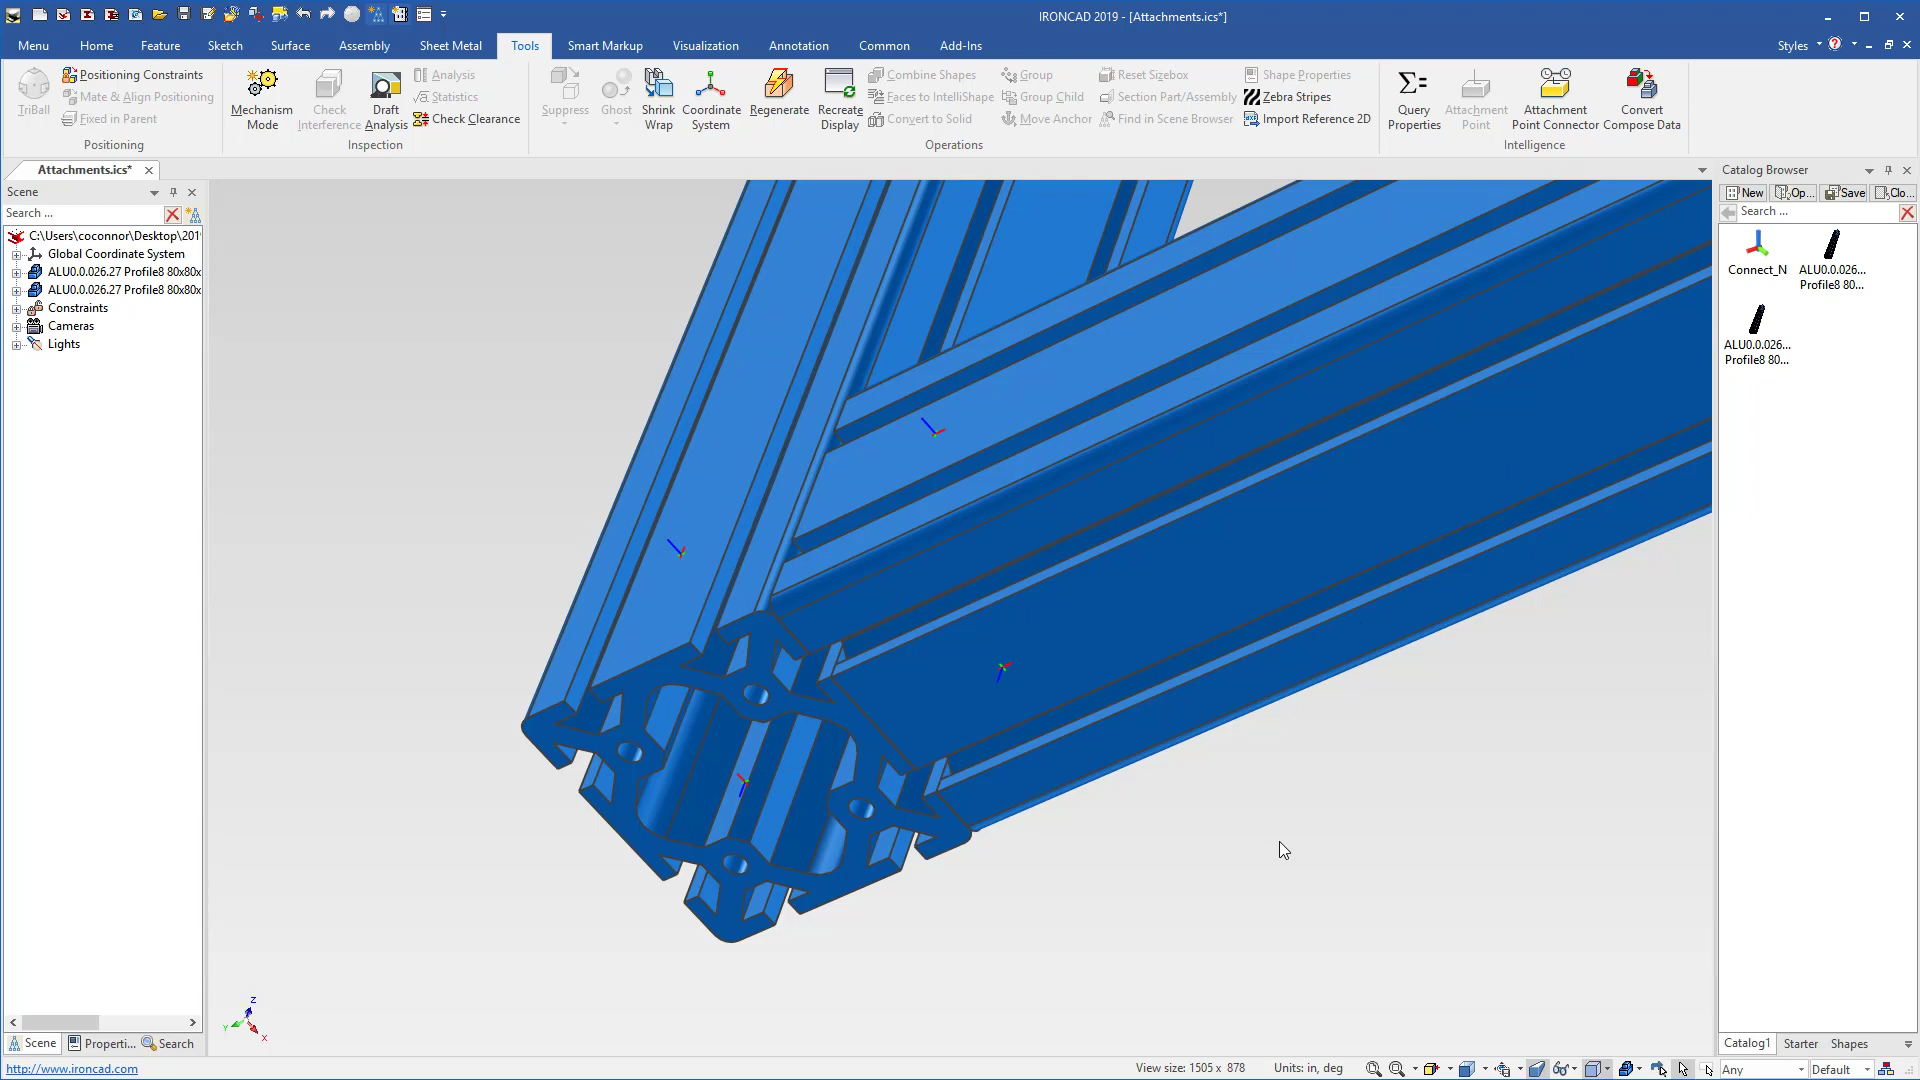 IRONCAD 2019 - [Attachments.ics*]
Menu Home Feature Sketch Surface Assembly Sheet Metal Tools Smart Markup Visualization Annotation Common Add-Ins Styles
TriBall
Positioning Constraints
Mate & Align Positioning
Fixed in Parent
Positioning
Mechanism Mode
Check Interference
Draft Analysis
Analysis
Statistics
Check Clearance
Inspection
Suppress
Ghost
Shrink Wrap
Coordinate System
Regenerate
Recreate Display
Combine Shapes
Faces to IntelliShape
Convert to Solid
Group
Group Child
Move Anchor
Reset Sizebox
Section Part/Assembly
Find in Scene Browser
Shape Properties
Zebra Stripes
Import Reference 2D
Operations
Query Properties
Attachment Point
Attachment Point Connector
Convert Compose Data
Intelligence
Attachments.ics*
Scene
Search ...
C:\Users\coconnor\Desktop\201
Global Coordinate System
ALU0.0.026.27 Profile8 80x80x
ALU0.0.026.27 Profile8 80x80x
Constraints
Cameras
Lights
Z
Y
X
Scene Properti... Search
Catalog Browser
New Op... Save Clo...
Search ...
Connect_N
ALU0.0.026...
Profile8 80...
ALU0.0.026...
Profile8 80...
Catalog1 Starter Shapes
http://www.ironcad.com
View size: 1505 x 878
Units: in, deg
Any
Default